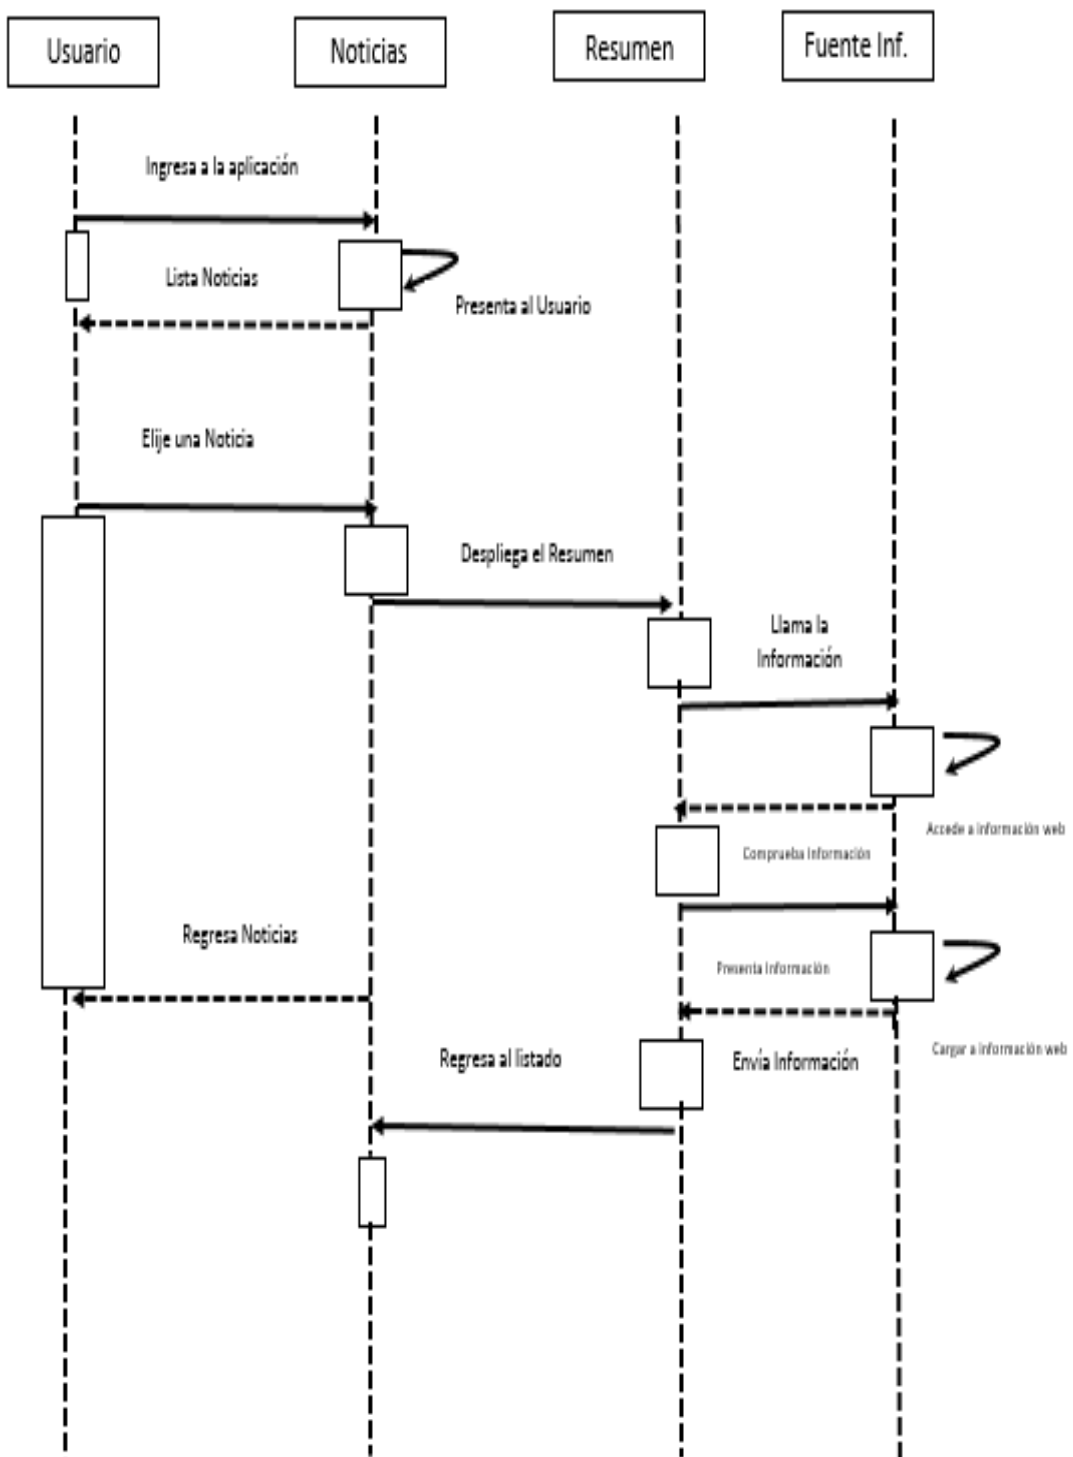 Usuario
Noticias
Resumen
Fuente Inf.
Ingresa a la aplicación
Lista Noticias
Presenta al Usuario
Elije una Noticia
Despliega el Resumen
Llama la
Información
Accede a información web
Comprueba Información
Regresa Noticias
Presenta Información
Cargar a información web
Regresa al listado
Envía Información